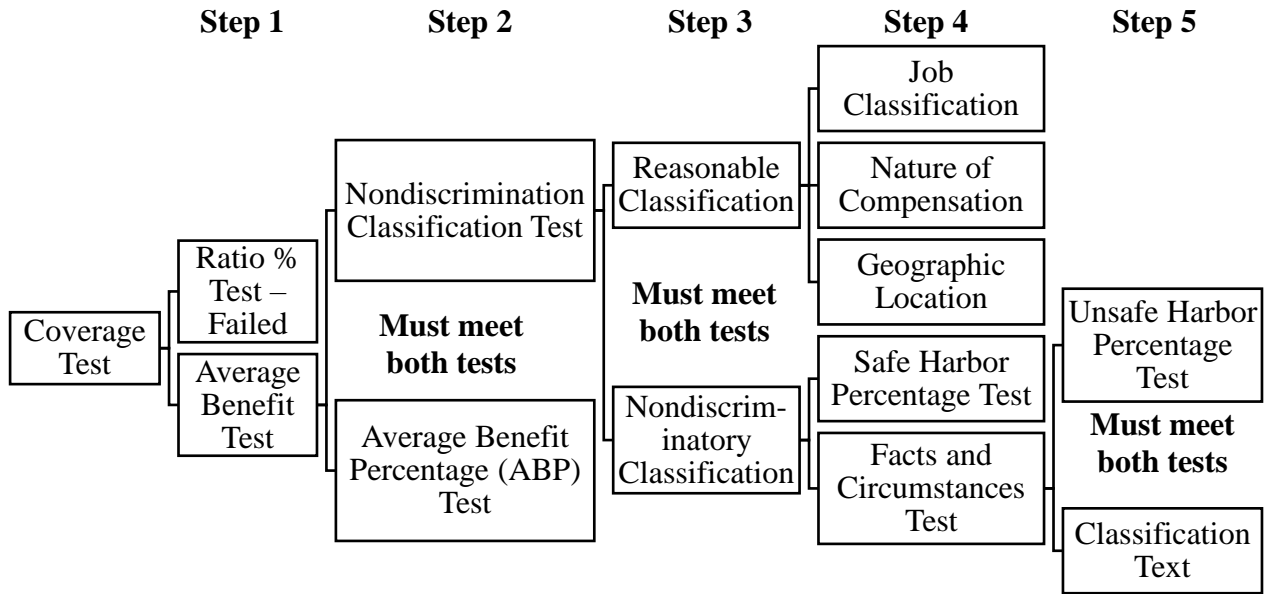 Step 1
Step 2
Step 3
Step 4
Step 5
Coverage
Test
Ratio %
Test –
Failed
Average
Benefit
Test
Nondiscrimination
Classification Test
Must meet
both tests
Average Benefit
Percentage (ABP)
Test
Reasonable
Classification
Must meet
both tests
Nondiscrim-
inatory
Classification
Job
Classification
Nature of
Compensation
Geographic
Location
Safe Harbor
Percentage Test
Facts and
Circumstances
Test
Unsafe Harbor
Percentage
Test
Must meet
both tests
Classification
Text